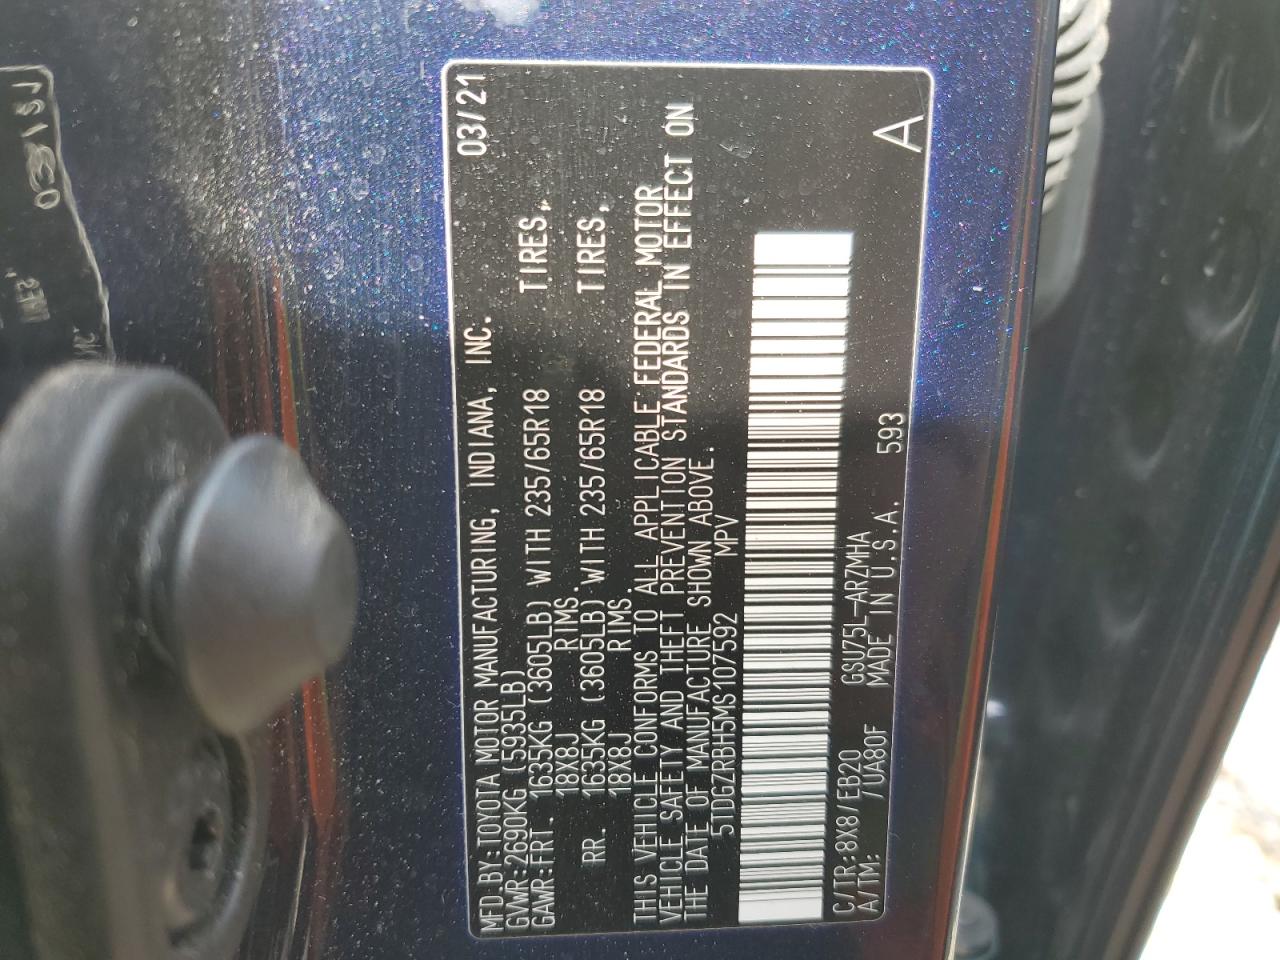 MFD.BY:TOYOTA MOTOR MANUFACTURING, INDIANA, INC. 03/21
GVWR:2690KG (5935LB)
GAWR:FRT. 1635KG (3605LB) WITH 235/65R18 TIRES,
18X8J RIMS.
RR. 1635KG (3605LB) WITH 235/65R18 TIRES,
18X8J RIMS.
THIS VEHICLE CONFORMS TO ALL APPLICABLE FEDERAL MOTOR
VEHICLE SAFETY AND THEFT PREVENTION STANDARDS IN EFFECT ON
THE DATE OF MANUFACTURE SHOWN ABOVE.
5TDGZRBH5MS107592 MPV
C/TR:8X8/EB20 GSU75L-ARZMHA
A/TM: /UA80F MADE IN U.S.A. 593
A